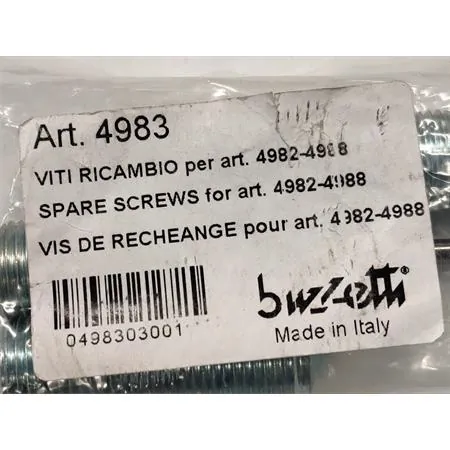 Art. 4983
VITI RICAMBIO per art. 4982-4988
SPARE SCREWS for art. 4982-4988
VIS DE RECHEANGE pour art. 4982-4988
0498303001
buzzetti®
Made in Italy